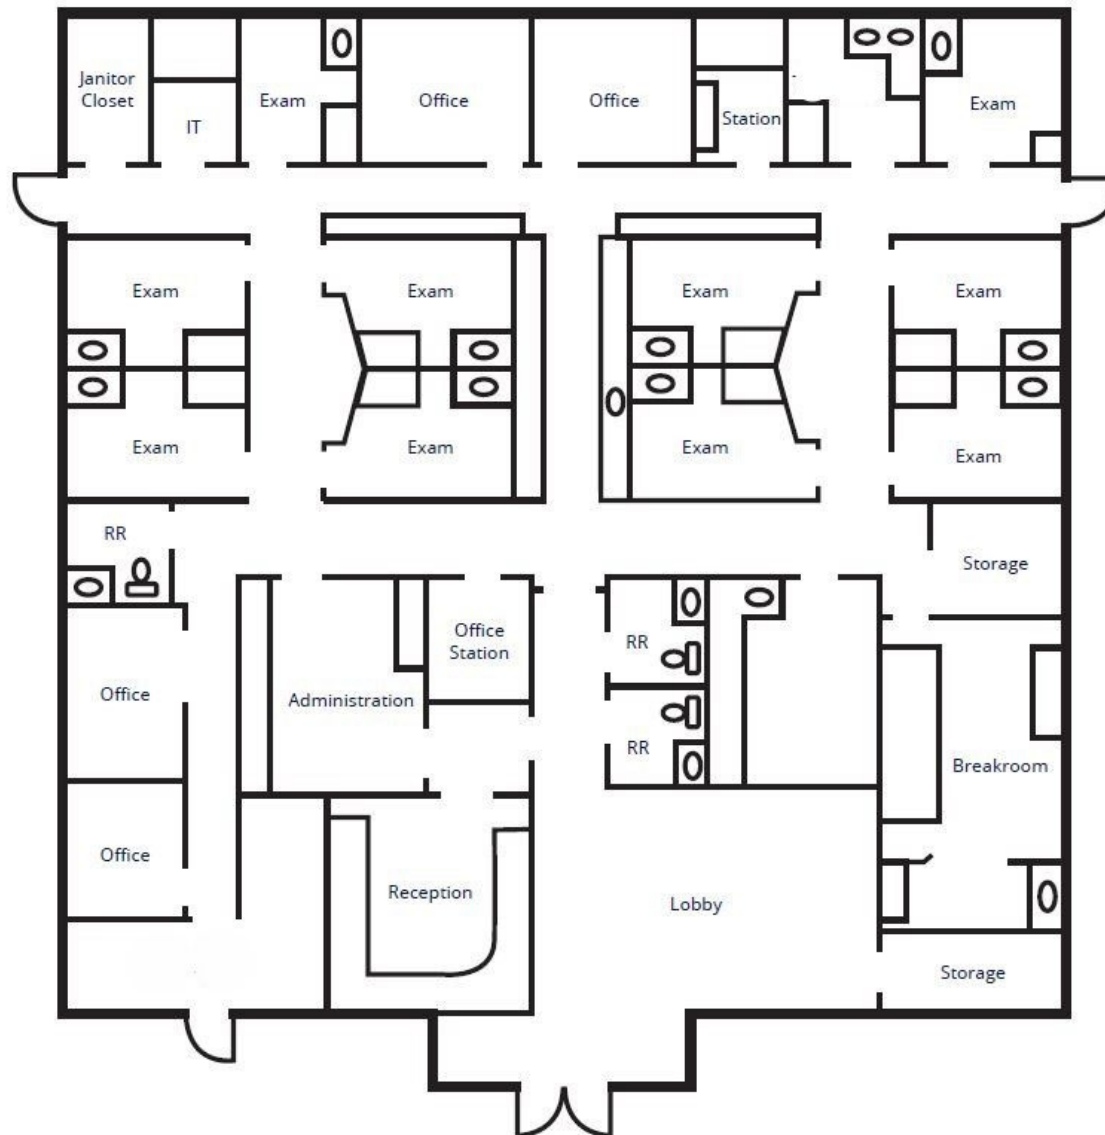 Janitor
Closet
IT
Exam
Office
Office
Station
Exam
Exam
Exam
Exam
Exam
Exam
Exam
Exam
Exam
RR
Storage
Office
Station
RR
Office
Administration
RR
Breakroom
Office
Reception
Lobby
Storage